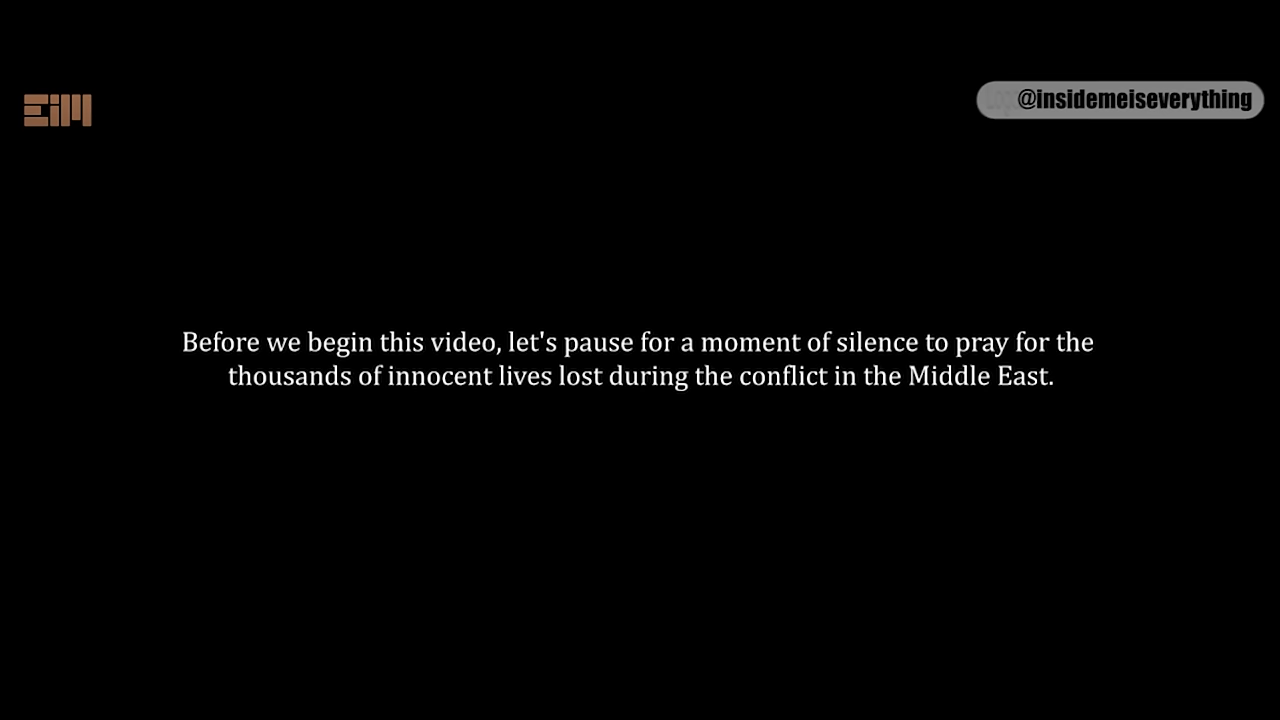 EiM
@insidemeiseverything
Before we begin this video, let's pause for a moment of silence to pray for the
thousands of innocent lives lost during the conflict in the Middle East.